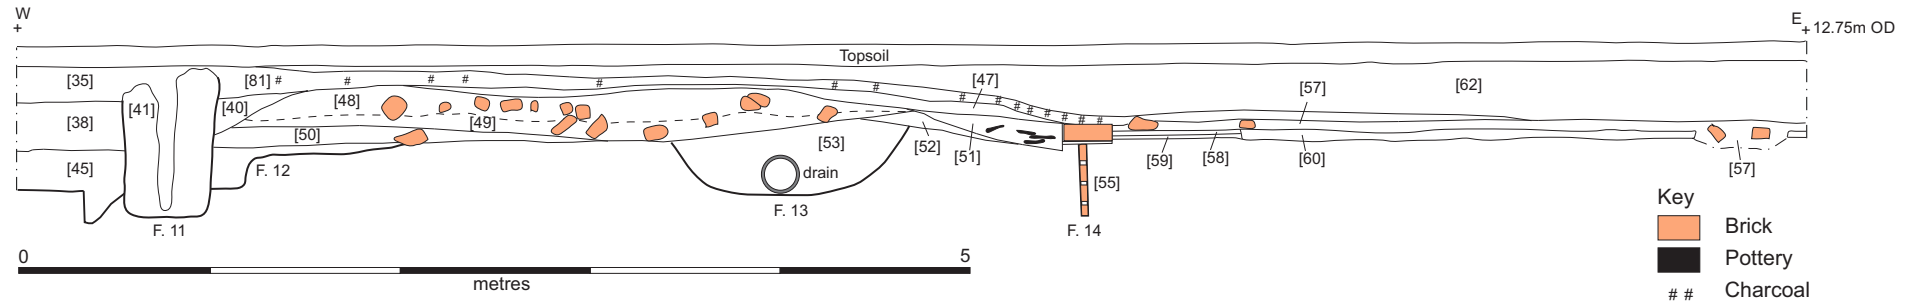 W
E
12.75m OD
Topsoil
[35]
[81]
#
#
#
#
#
#
#
[47]
[57]
[62]
[41]
[40]
[48]
#
#
#
#
#
#
#
#
[38]
[50]
[49]
[53]
[52]
[51]
[59]
[58]
[60]
[57]
[45]
F. 12
drain
[55]
F. 13
F. 11
F. 14
Key
Brick
Pottery
# # Charcoal
0 5
metres